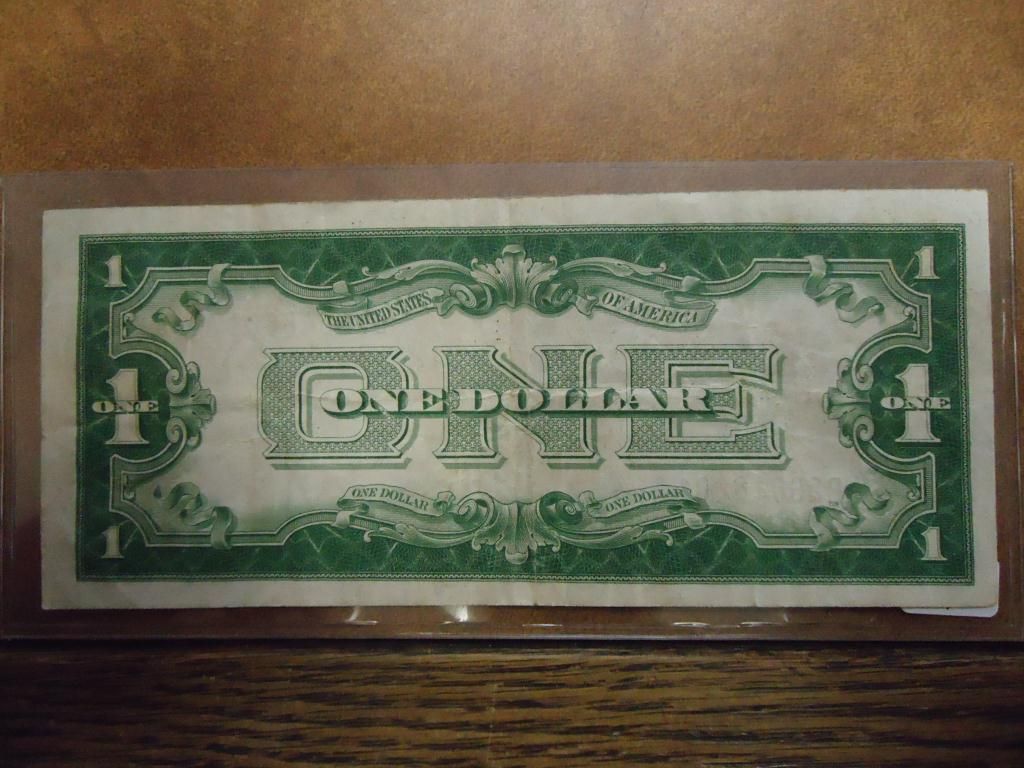 1 1
THE UNITED STATES OF AMERICA
ONE
1 ONE ONE DOLLAR 1 ONE
ONE DOLLAR ONE DOLLAR
1 1